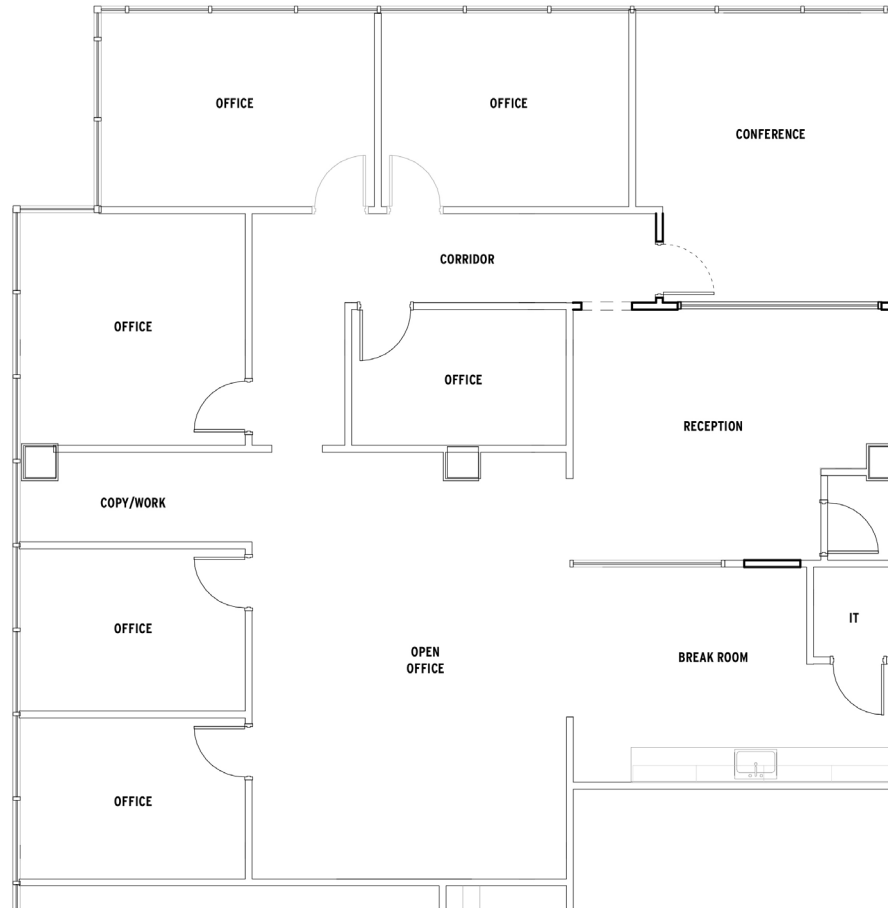 OFFICE
OFFICE
CONFERENCE
CORRIDOR
OFFICE
OFFICE
RECEPTION
COPY/WORK
OFFICE
OPEN
OFFICE
BREAK ROOM
IT
OFFICE